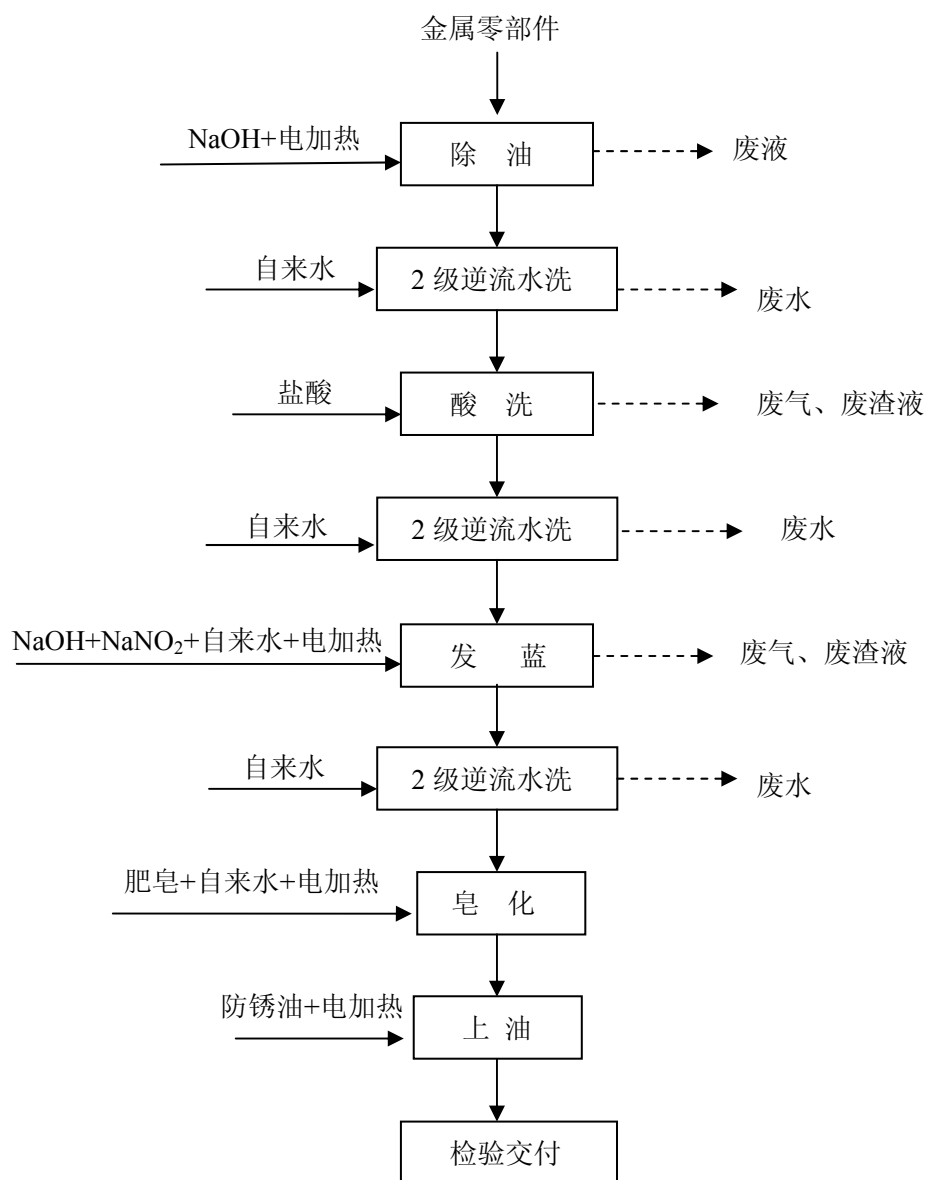 金属零部件
NaOH+电加热
除 油
废液
自来水
2 级逆流水洗
废水
盐酸
酸 洗
废气、废渣液
自来水
2 级逆流水洗
废水
NaOH+NaNO₂+自来水+电加热
发 蓝
废气、废渣液
自来水
2 级逆流水洗
废水
肥皂+自来水+电加热
皂 化
防锈油+电加热
上 油
检验交付